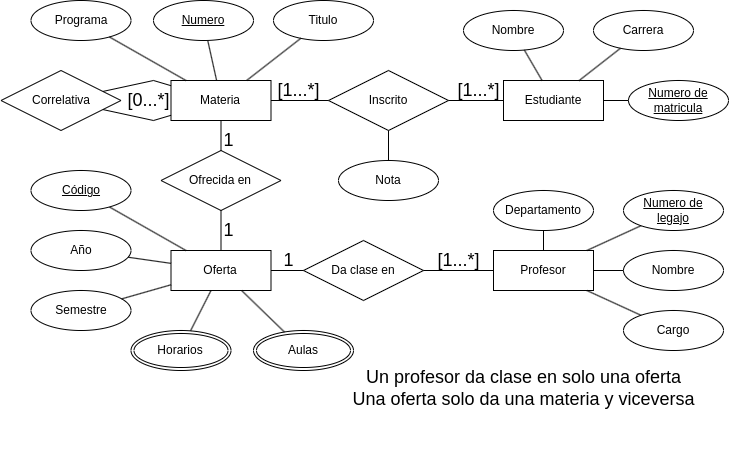 Programa
Numero
Titulo
Nombre
Carrera
Correlativa
[0...*]
Materia
[1...*]
Inscrito
[1...*]
Estudiante
Numero de
matricula
1
Ofrecida en
Nota
Código
1
Departamento
Numero de
legajo
Año
Oferta
1
Da clase en
[1...*]
Profesor
Nombre
Semestre
Horarios
Aulas
Cargo
Un profesor da clase en solo una oferta
Una oferta solo da una materia y viceversa